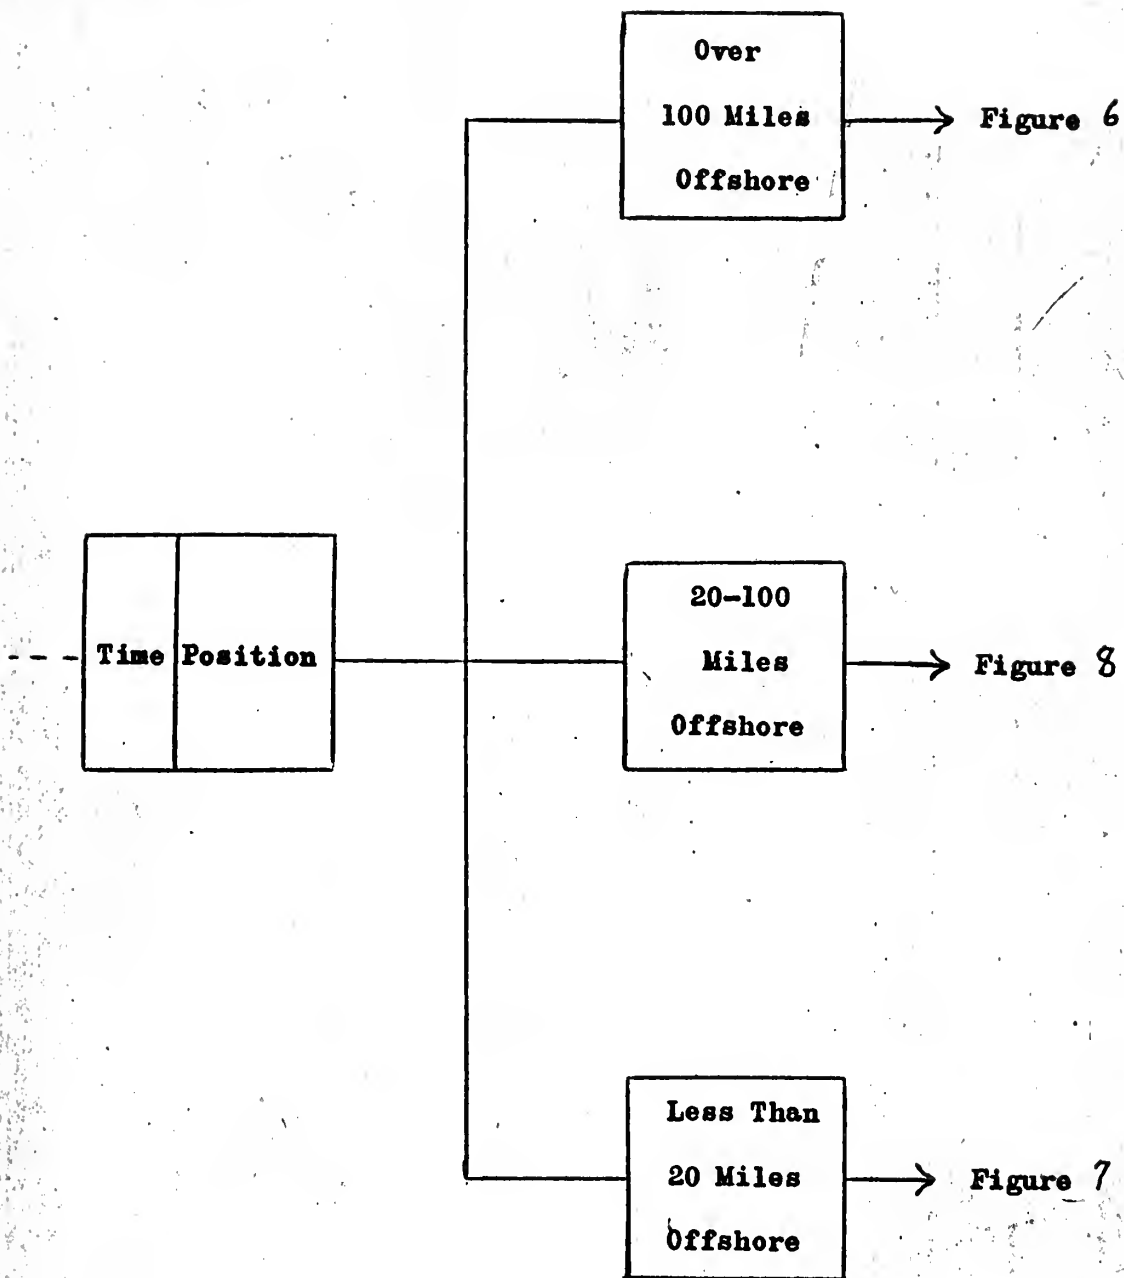 Over
100 Miles
Offshore
Figure 6
Time Position
20-100
Miles
Offshore
Figure 8
Less Than
20 Miles
Offshore
Figure 7